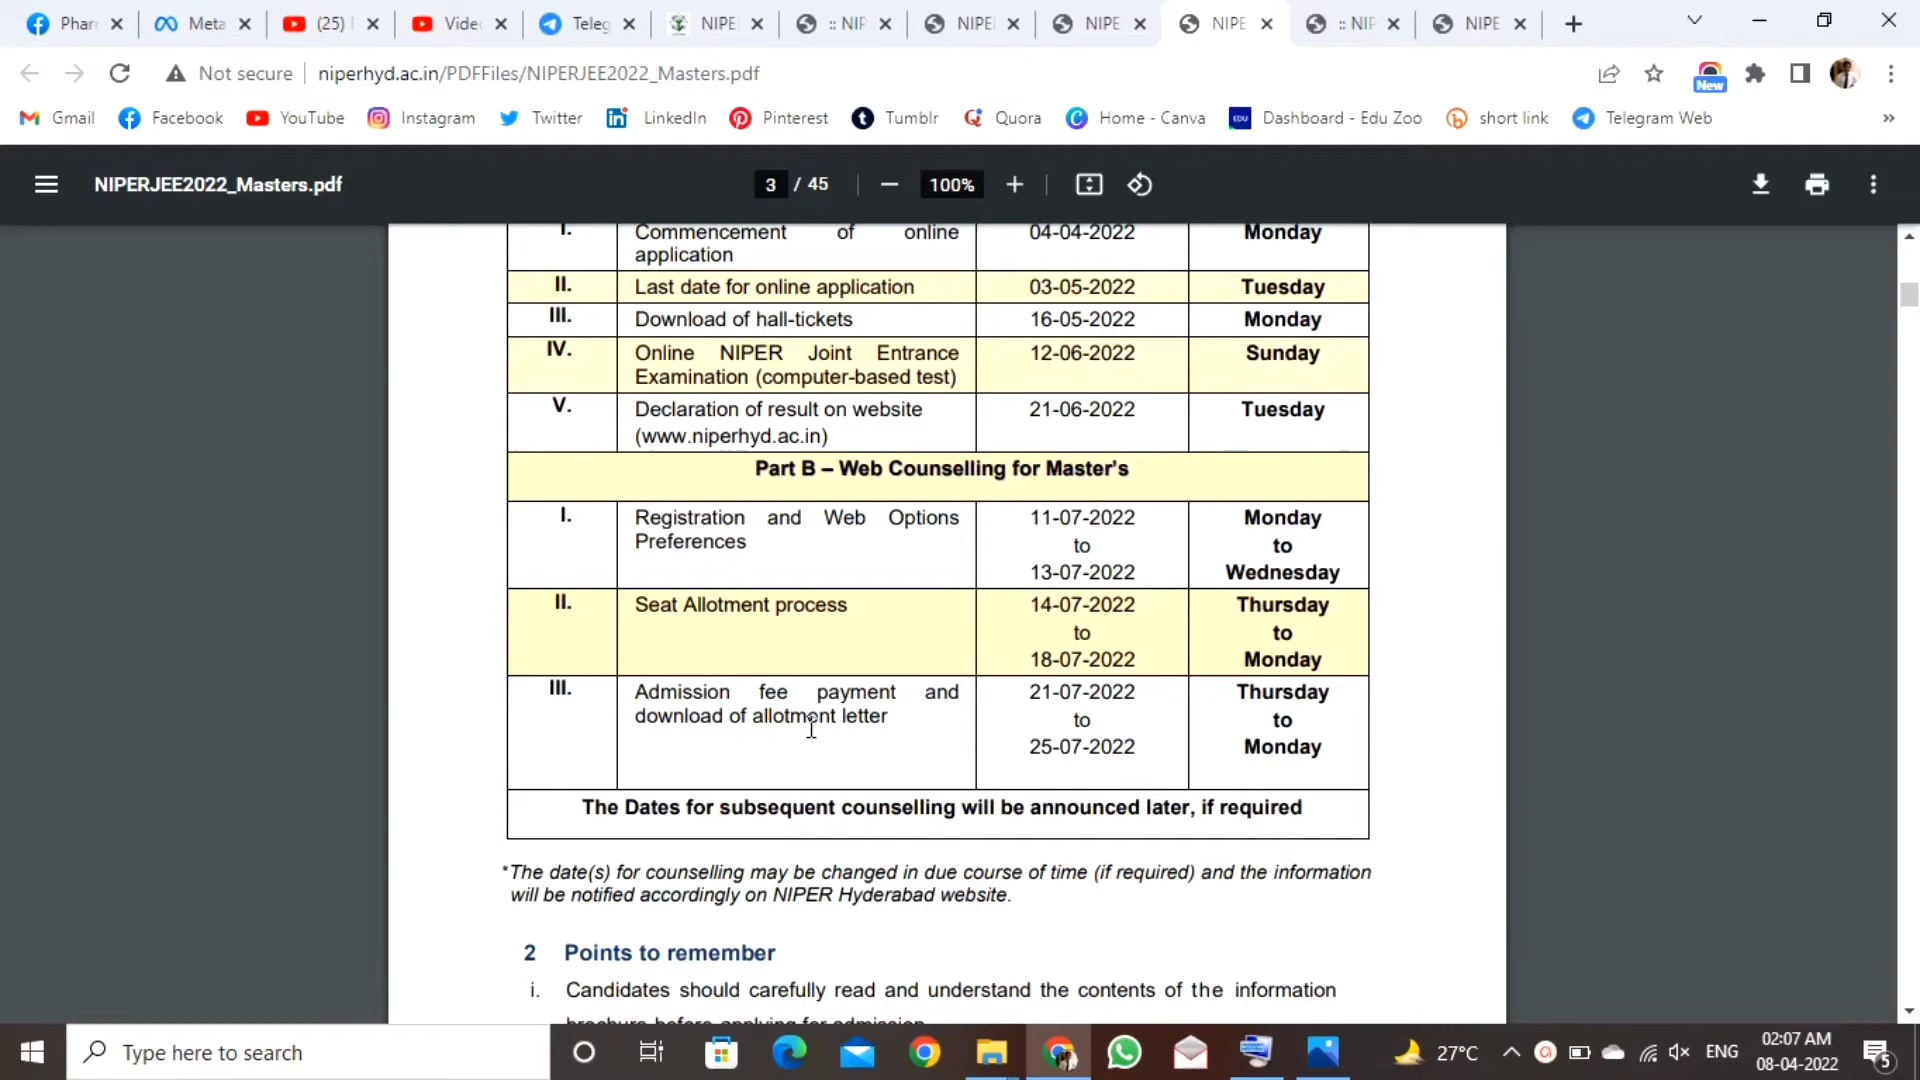 Phar
Meta
(25)
Vide
Teleg
NIPE
:: NIP
NIPE
NIPE
NIPE
:: NIP
NIPE
Not secure
niperhyd.ac.in/PDFFiles/NIPERJEE2022_Masters.pdf
New
Gmail
Facebook
YouTube
Instagram
Twitter
LinkedIn
Pinterest
Tumblr
Quora
Home - Canva
Dashboard - Edu Zoo
short link
Telegram Web
NIPERJEE2022_Masters.pdf
3 / 45
100%
I. Commencement of online 04-04-2022 Monday
application
II. Last date for online application 03-05-2022 Tuesday
III. Download of hall-tickets 16-05-2022 Monday
IV. Online NIPER Joint Entrance 12-06-2022 Sunday
Examination (computer-based test)
V. Declaration of result on website 21-06-2022 Tuesday
(www.niperhyd.ac.in)
Part B – Web Counselling for Master's
I. Registration and Web Options 11-07-2022 Monday
Preferences to to
13-07-2022 Wednesday
II. Seat Allotment process 14-07-2022 Thursday
to to
18-07-2022 Monday
III. Admission fee payment and 21-07-2022 Thursday
download of allotment letter to to
25-07-2022 Monday
The Dates for subsequent counselling will be announced later, if required
*The date(s) for counselling may be changed in due course of time (if required) and the information
will be notified accordingly on NIPER Hyderabad website.
2 Points to remember
i. Candidates should carefully read and understand the contents of the information
brochure before applying for admission
Type here to search
27°C
ENG
02:07 AM
08-04-2022
5